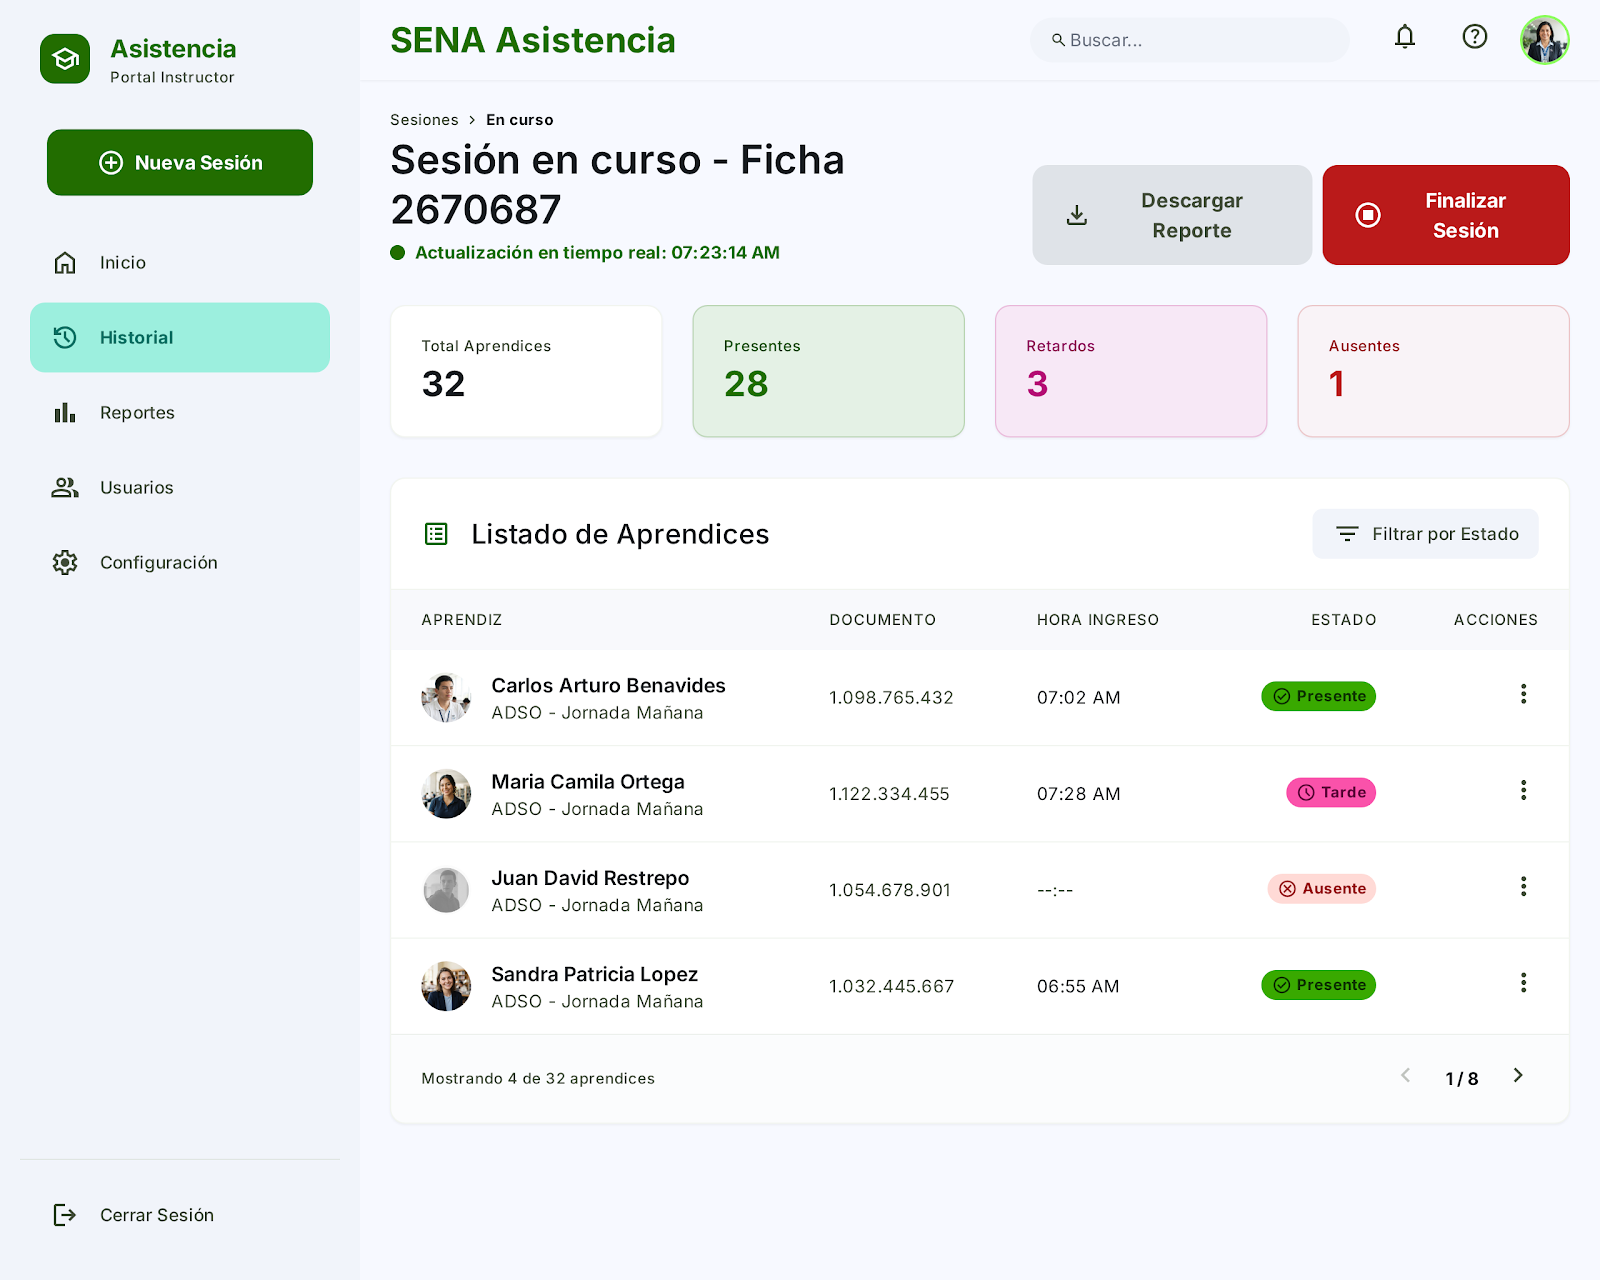 Asistencia
Portal Instructor
Nueva Sesión
Inicio
Historial
Reportes
Usuarios
Configuración
Cerrar Sesión
SENA Asistencia
Buscar...
Sesiones > En curso
Sesión en curso - Ficha
2670687
Actualización en tiempo real: 07:23:14 AM
Descargar
Reporte
Finalizar
Sesión
Total Aprendices
32
Presentes
28
Retardos
3
Ausentes
1
Listado de Aprendices
Filtrar por Estado
APRENDIZ DOCUMENTO HORA INGRESO ESTADO ACCIONES
Carlos Arturo Benavides
ADSO - Jornada Mañana
1.098.765.432 07:02 AM Presente
Maria Camila Ortega
ADSO - Jornada Mañana
1.122.334.455 07:28 AM Tarde
Juan David Restrepo
ADSO - Jornada Mañana
1.054.678.901 --:-- Ausente
Sandra Patricia Lopez
ADSO - Jornada Mañana
1.032.445.667 06:55 AM Presente
Mostrando 4 de 32 aprendices
1 / 8